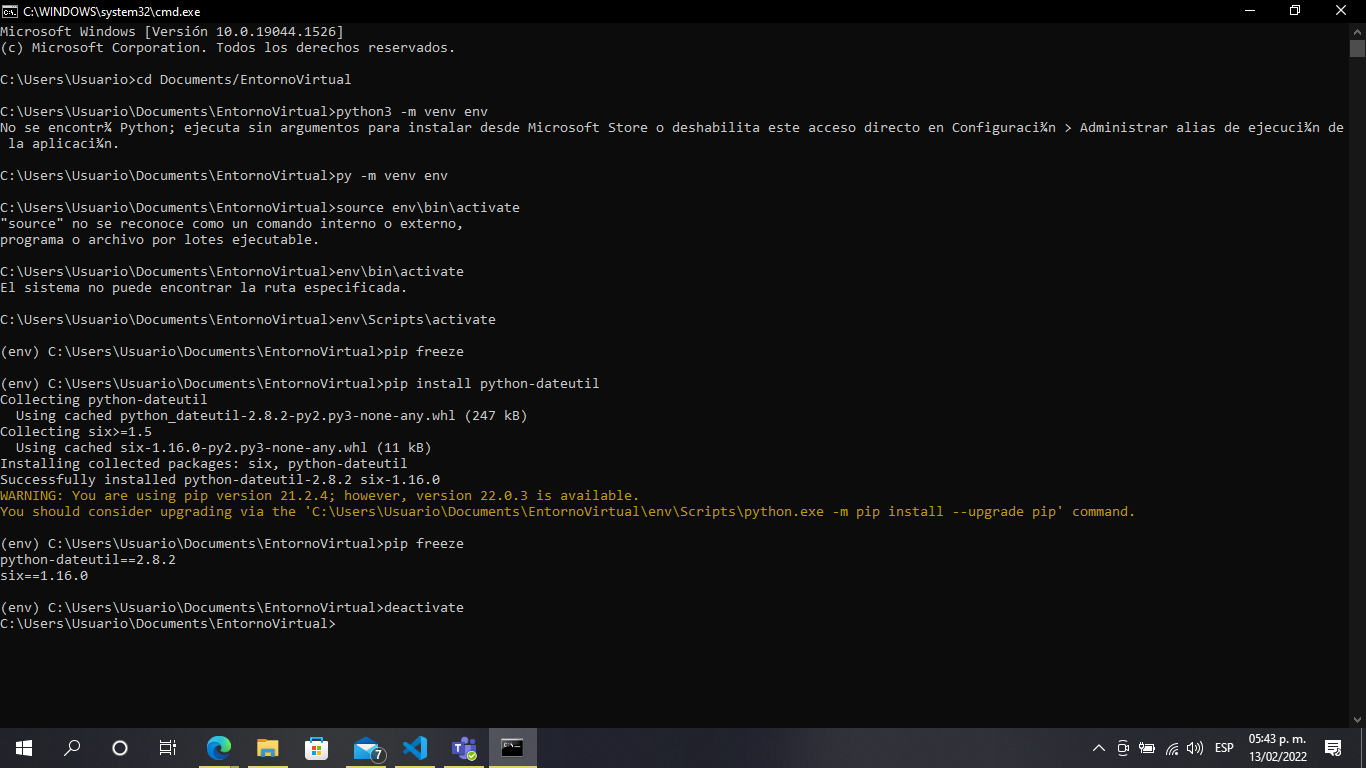 C:\WINDOWS\system32\cmd.exe
Microsoft Windows [Versión 10.0.19044.1526]
(c) Microsoft Corporation. Todos los derechos reservados.
C:\Users\Usuario>cd Documents/EntornoVirtual
C:\Users\Usuario\Documents\EntornoVirtual>python3 -m venv env
No se encontr¾ Python; ejecuta sin argumentos para instalar desde Microsoft Store o deshabilita este acceso directo en Configuraci¾n > Administrar alias de ejecuci¾n de
la aplicaci¾n.
C:\Users\Usuario\Documents\EntornoVirtual>py -m venv env
C:\Users\Usuario\Documents\EntornoVirtual>source env\bin\activate
"source" no se reconoce como un comando interno o externo,
programa o archivo por lotes ejecutable.
C:\Users\Usuario\Documents\EntornoVirtual>env\bin\activate
El sistema no puede encontrar la ruta especificada.
C:\Users\Usuario\Documents\EntornoVirtual>env\Scripts\activate
(env) C:\Users\Usuario\Documents\EntornoVirtual>pip freeze
(env) C:\Users\Usuario\Documents\EntornoVirtual>pip install python-dateutil
Collecting python-dateutil
Using cached python_dateutil-2.8.2-py2.py3-none-any.whl (247 kB)
Collecting six>=1.5
Using cached six-1.16.0-py2.py3-none-any.whl (11 kB)
Installing collected packages: six, python-dateutil
Successfully installed python-dateutil-2.8.2 six-1.16.0
WARNING: You are using pip version 21.2.4; however, version 22.0.3 is available.
You should consider upgrading via the 'C:\Users\Usuario\Documents\EntornoVirtual\env\Scripts\python.exe -m pip install --upgrade pip' command.
(env) C:\Users\Usuario\Documents\EntornoVirtual>pip freeze
python-dateutil==2.8.2
six==1.16.0
(env) C:\Users\Usuario\Documents\EntornoVirtual>deactivate
C:\Users\Usuario\Documents\EntornoVirtual>
7
ESP
05:43 p. m.
13/02/2022